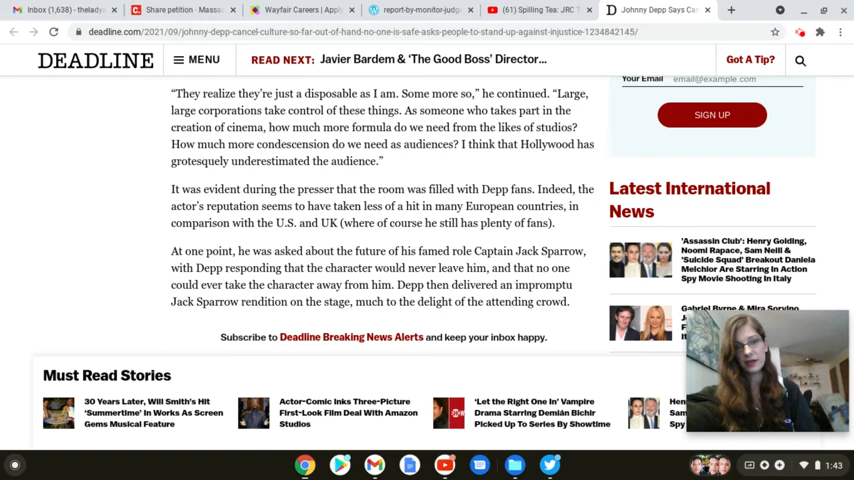 Inbox (1,638) - thelady
Share petition - Massac
Wayfair Careers | Apply
report-by-monitor-judge
(61) Spilling Tea: JRC T
Johnny Depp Says Ca
deadline.com/2021/09/johnny-depp-cancel-culture-so-far-out-of-hand-no-one-is-safe-asks-people-to-stand-up-against-injustice-1234842145/
DEADLINE
MENU
READ NEXT: Javier Bardem & ‘The Good Boss’ Director...
Got A Tip?
“They realize they’re just a disposable as I am. Some more so,” he continued. “Large,
large corporations take control of these things. As someone who takes part in the
creation of cinema, how much more formula do we need from the likes of studios?
How much more condescension do we need as audiences? I think that Hollywood has
grotesquely underestimated the audience.”
It was evident during the presser that the room was filled with Depp fans. Indeed, the
actor’s reputation seems to have taken less of a hit in many European countries, in
comparison with the U.S. and UK (where of course he still has plenty of fans).
At one point, he was asked about the future of his famed role Captain Jack Sparrow,
with Depp responding that the character would never leave him, and that no one
could ever take the character away from him. Depp then delivered an impromptu
Jack Sparrow rendition on the stage, much to the delight of the attending crowd.
Subscribe to Deadline Breaking News Alerts and keep your inbox happy.
Your Email
email@example.com
SIGN UP
Latest International
News
'Assassin Club': Henry Golding,
Noomi Rapace, Sam Neill &
'Suicide Squad' Breakout Daniela
Melchior Are Starring In Action
Spy Movie Shooting In Italy
Gabriel Byrne & Mira Sorvino
Must Read Stories
30 Years Later, Will Smith’s Hit
‘Summertime’ In Works As Screen
Gems Musical Feature
Actor-Comic Inks Three-Picture
First-Look Film Deal With Amazon
Studios
‘Let the Right One In’ Vampire
Drama Starring Demián Bichir
Picked Up To Series By Showtime
Hen
Sam
Spy
1:43